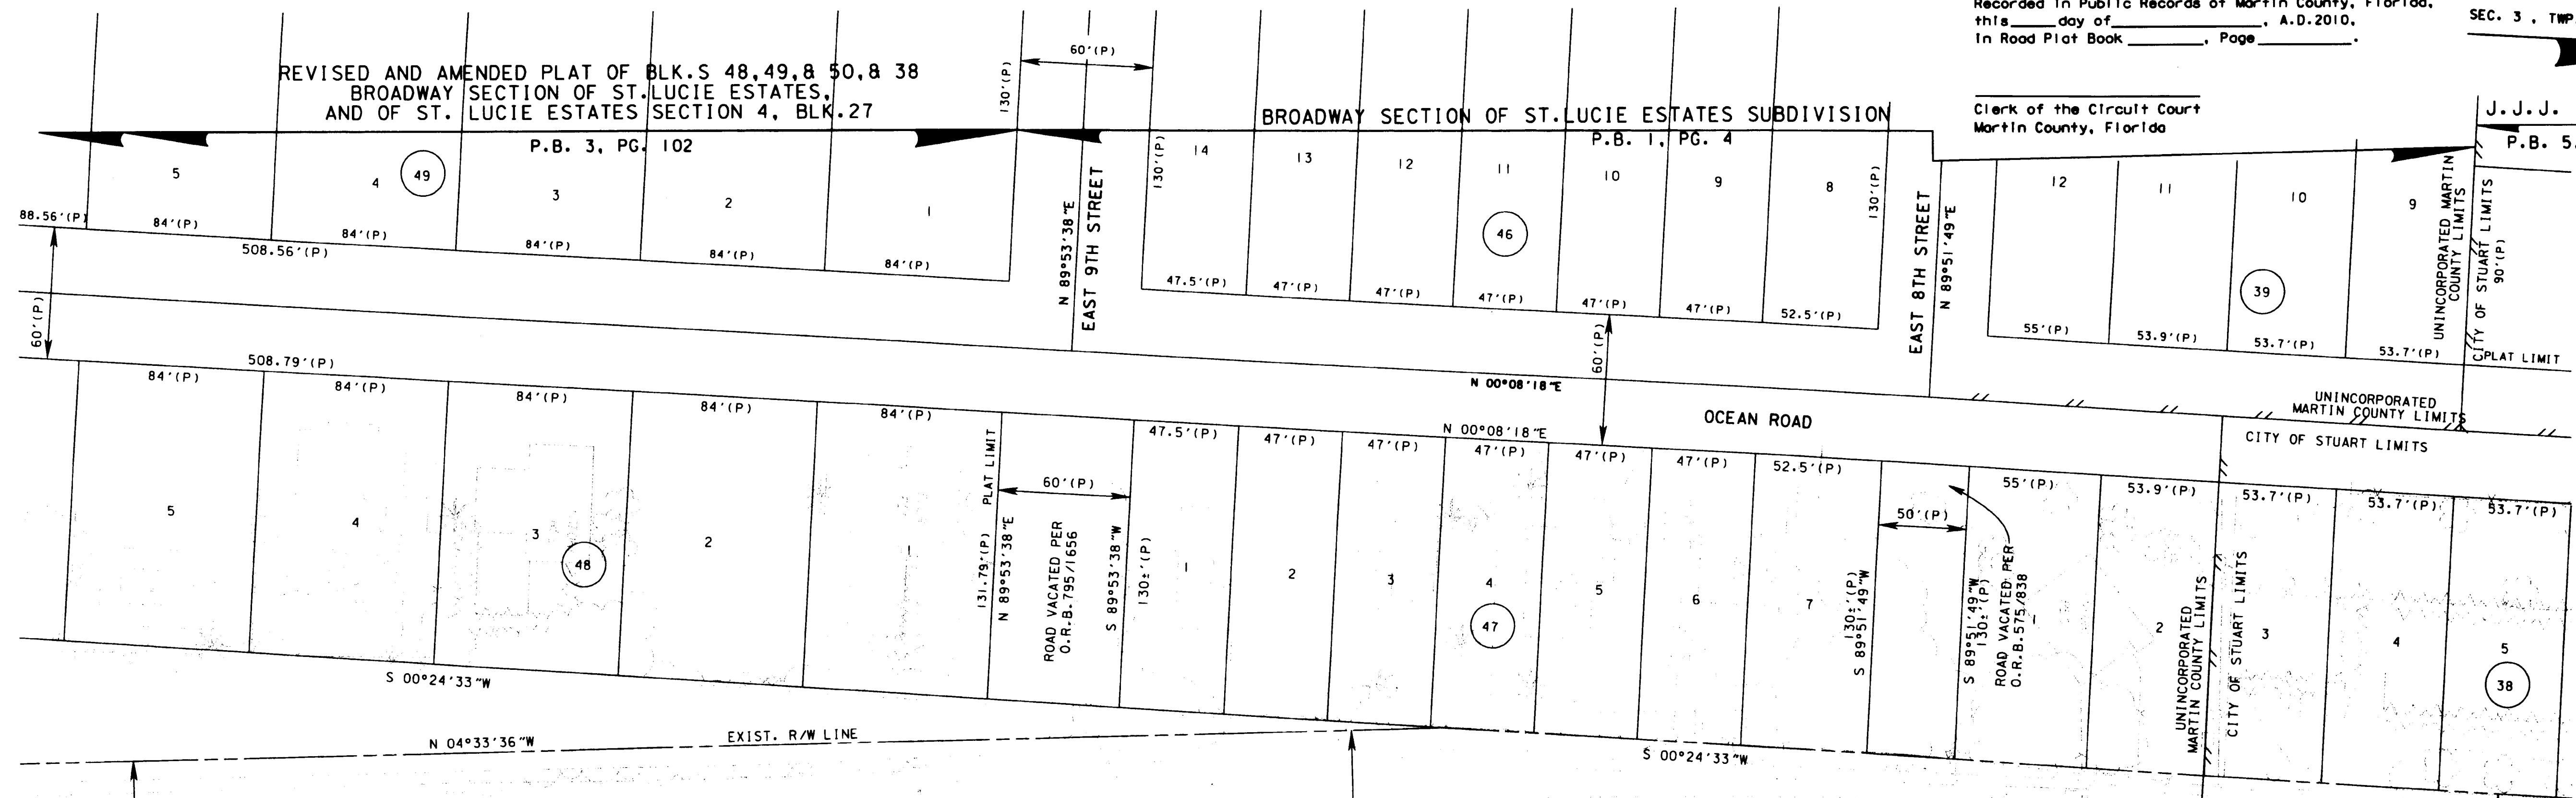 Recorded in Public Records of Martin County, Florida,
this_____day of______________, A.D.2010,
in Road Plat Book ________, Page __________.
Clerk of the Circuit Court
Martin County, Florida
SEC. 3 , TWP
J.J.J.
P.B. 5,
REVISED AND AMENDED PLAT OF BLK.S 48,49,& 50,& 38
BROADWAY SECTION OF ST.LUCIE ESTATES,
AND OF ST. LUCIE ESTATES SECTION 4, BLK.27
P.B. 3, PG. 102
130'(P)
60'(P)
BROADWAY SECTION OF ST.LUCIE ESTATES SUBDIVISION
P.B. 1, PG. 4
5
4
49
3
2
1
88.56'(P)
84'(P)
84'(P)
84'(P)
84'(P)
84'(P)
508.56'(P)
60'(P)
N 89°53'38"E
EAST 9TH STREET
130'(P)
14
13
12
11
10
9
8
46
130'(P)
47.5'(P)
47'(P)
47'(P)
47'(P)
47'(P)
47'(P)
52.5'(P)
EAST 8TH STREET
N 89°51'49"E
12
11
10
9
39
55'(P)
53.9'(P)
53.7'(P)
53.7'(P)
UNINCORPORATED MARTIN
COUNTY LIMITS
CITY OF STUART LIMITS
90'(P)
PLAT LIMIT
60'(P)
N 00°08'18"E
OCEAN ROAD
UNINCORPORATED
MARTIN COUNTY LIMITS
CITY OF STUART LIMITS
508.79'(P)
84'(P)
84'(P)
84'(P)
84'(P)
84'(P)
5
4
3
48
2
1
PLAT LIMIT
131.79'(P)
N 89°53'38"E
60'(P)
ROAD VACATED PER
O.R.B.795/1656
S 89°53'38"W
130±'(P)
N 00°08'18"E
47.5'(P)
47'(P)
47'(P)
47'(P)
47'(P)
47'(P)
52.5'(P)
1
2
3
4
5
6
7
47
130±'(P)
S 89°51'49"W
50'(P)
S 89°51'49"W
130±'(P)
ROAD VACATED PER
O.R.B.575/838
55'(P)
53.9'(P)
53.7'(P)
53.7'(P)
53.7'(P)
1
2
3
4
5
38
UNINCORPORATED
MARTIN COUNTY LIMITS
CITY OF STUART LIMITS
S 00°24'33"W
N 04°33'36"W
EXIST. R/W LINE
S 00°24'33"W